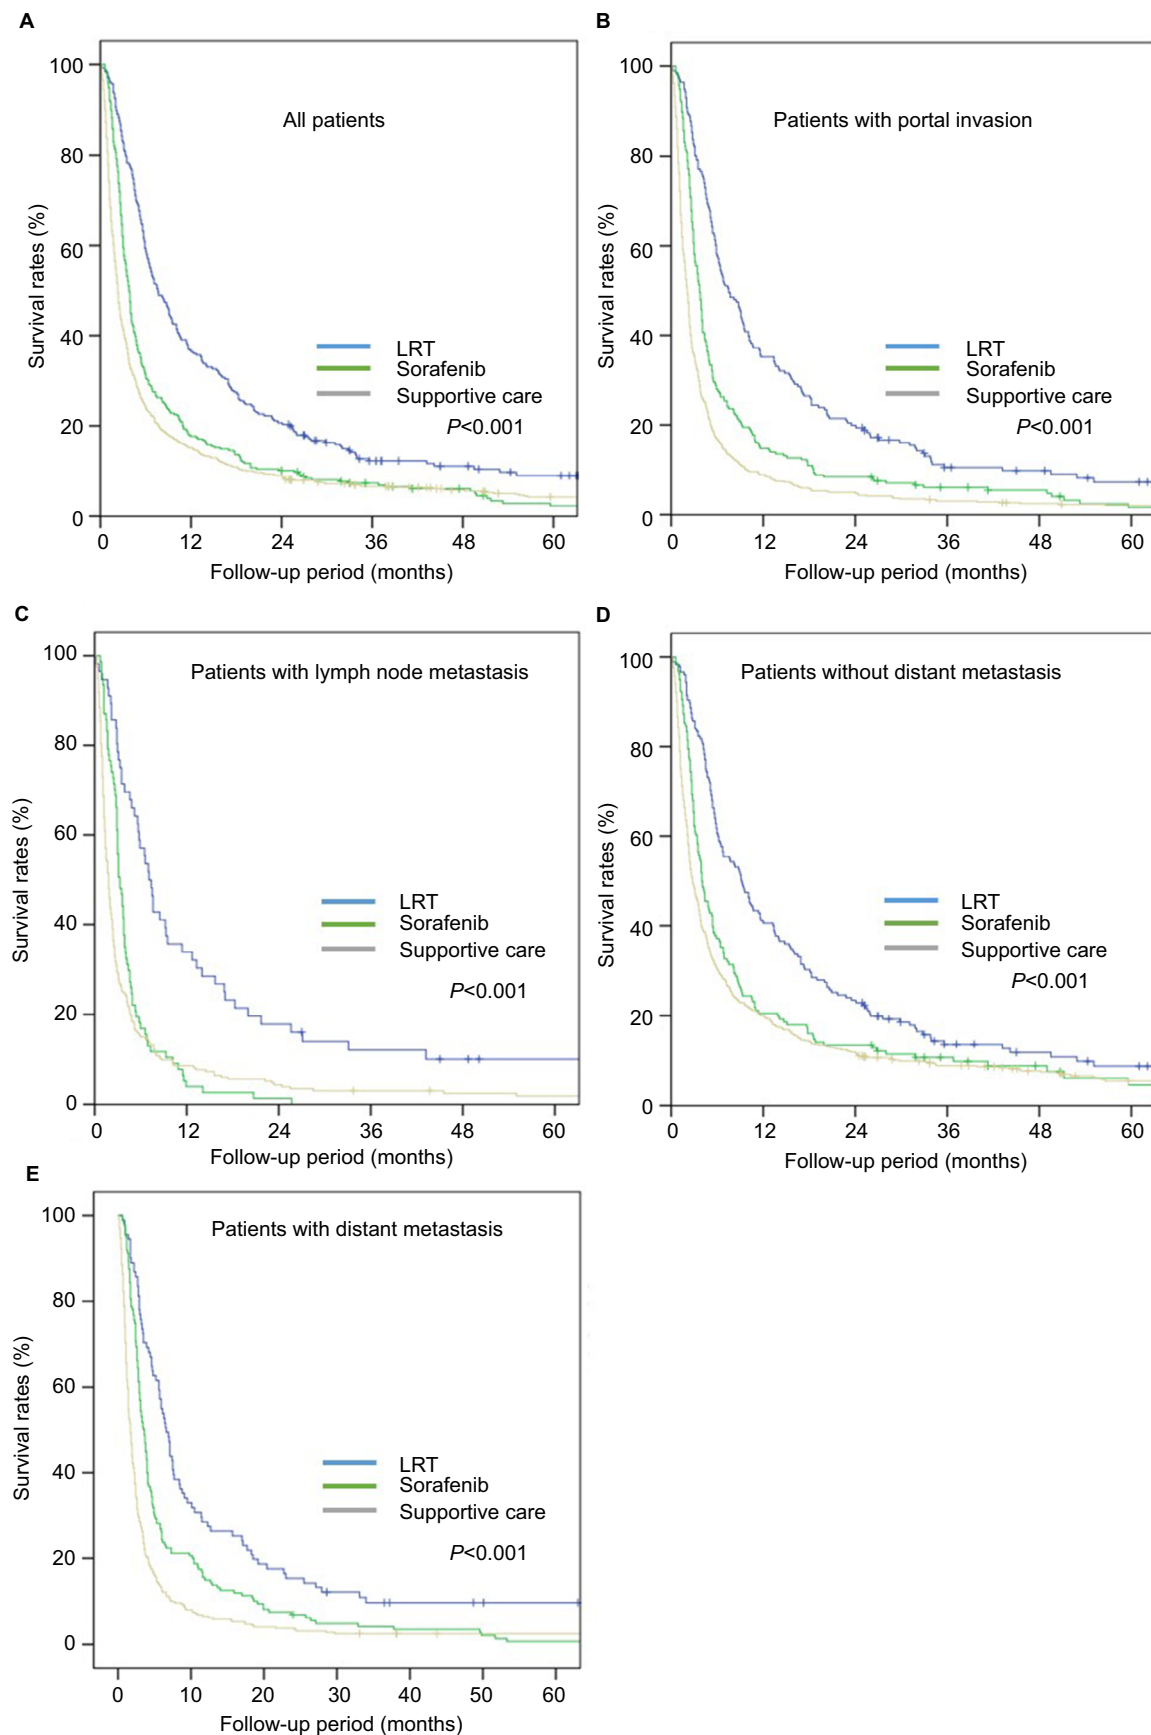 A
All patients
Survival rates (%)
100
80
60
40
20
0
LRT
Sorafenib
Supportive care
P<0.001
0 12 24 36 48 60
Follow-up period (months)
B
Patients with portal invasion
Survival rates (%)
100
80
60
40
20
0
LRT
Sorafenib
Supportive care
P<0.001
0 12 24 36 48 60
Follow-up period (months)
C
Patients with lymph node metastasis
Survival rates (%)
100
80
60
40
20
0
LRT
Sorafenib
Supportive care
P<0.001
0 12 24 36 48 60
Follow-up period (months)
D
Patients without distant metastasis
Survival rates (%)
100
80
60
40
20
0
LRT
Sorafenib
Supportive care
P<0.001
0 12 24 36 48 60
Follow-up period (months)
E
Patients with distant metastasis
Survival rates (%)
100
80
60
40
20
0
LRT
Sorafenib
Supportive care
P<0.001
0 10 20 30 40 50 60
Follow-up period (months)